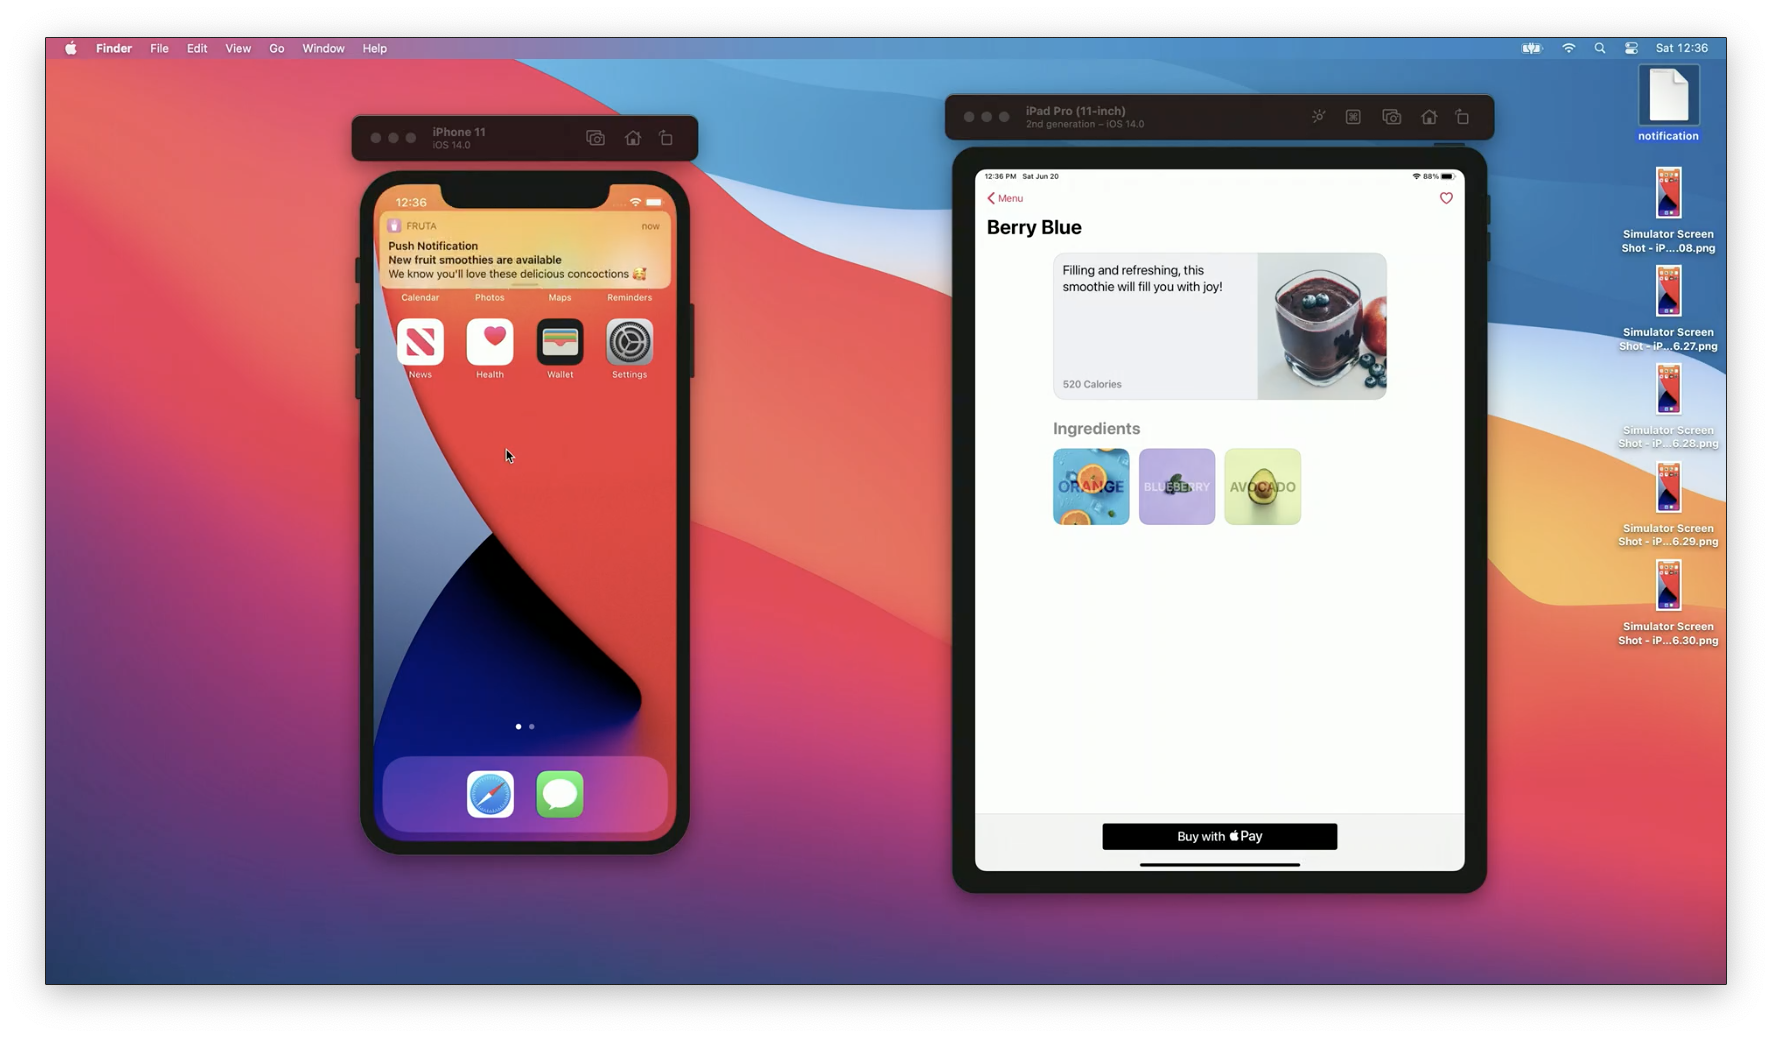 Finder File Edit View Go Window Help
Sat 12:36
iPhone 11
iOS 14.0
12:36
FRUTA
now
Push Notification
New fruit smoothies are available
We know you'll love these delicious concoctions 🥰
Calendar Photos Maps Reminders
News Health Wallet Settings
iPad Pro (11-inch)
2nd generation – iOS 14.0
12:36 PM Sat Jun 20
88%
Menu
Berry Blue
Filling and refreshing, this
smoothie will fill you with joy!
520 Calories
Ingredients
ORANGE
BLUEBERRY
AVOCADO
Buy with Pay
notification
Simulator Screen
Shot - iP....08.png
Simulator Screen
Shot - iP...6.27.png
Simulator Screen
Shot - iP...6.28.png
Simulator Screen
Shot - iP...6.29.png
Simulator Screen
Shot - iP...6.30.png